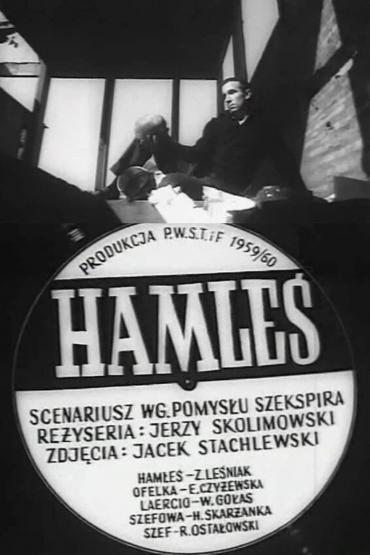 PRODUKCJA P.W.S.T.iF 1959/60
HAMLEŚ
SCENARIUSZ WG. POMYSŁU SZEKSPIRA
REŻYSERIA: JERZY SKOLIMOWSKI
ZDJĘCIA: JACEK STACHLEWSKI
HAMLEŚ-Z.LEŚNIAK
OFELKA-E.CZYŻEWSKA
LAERCIO-W.GOŁAS
SZEFOWA-H.SKARŻANKA
SZEF-R.OSTAŁOWSKI